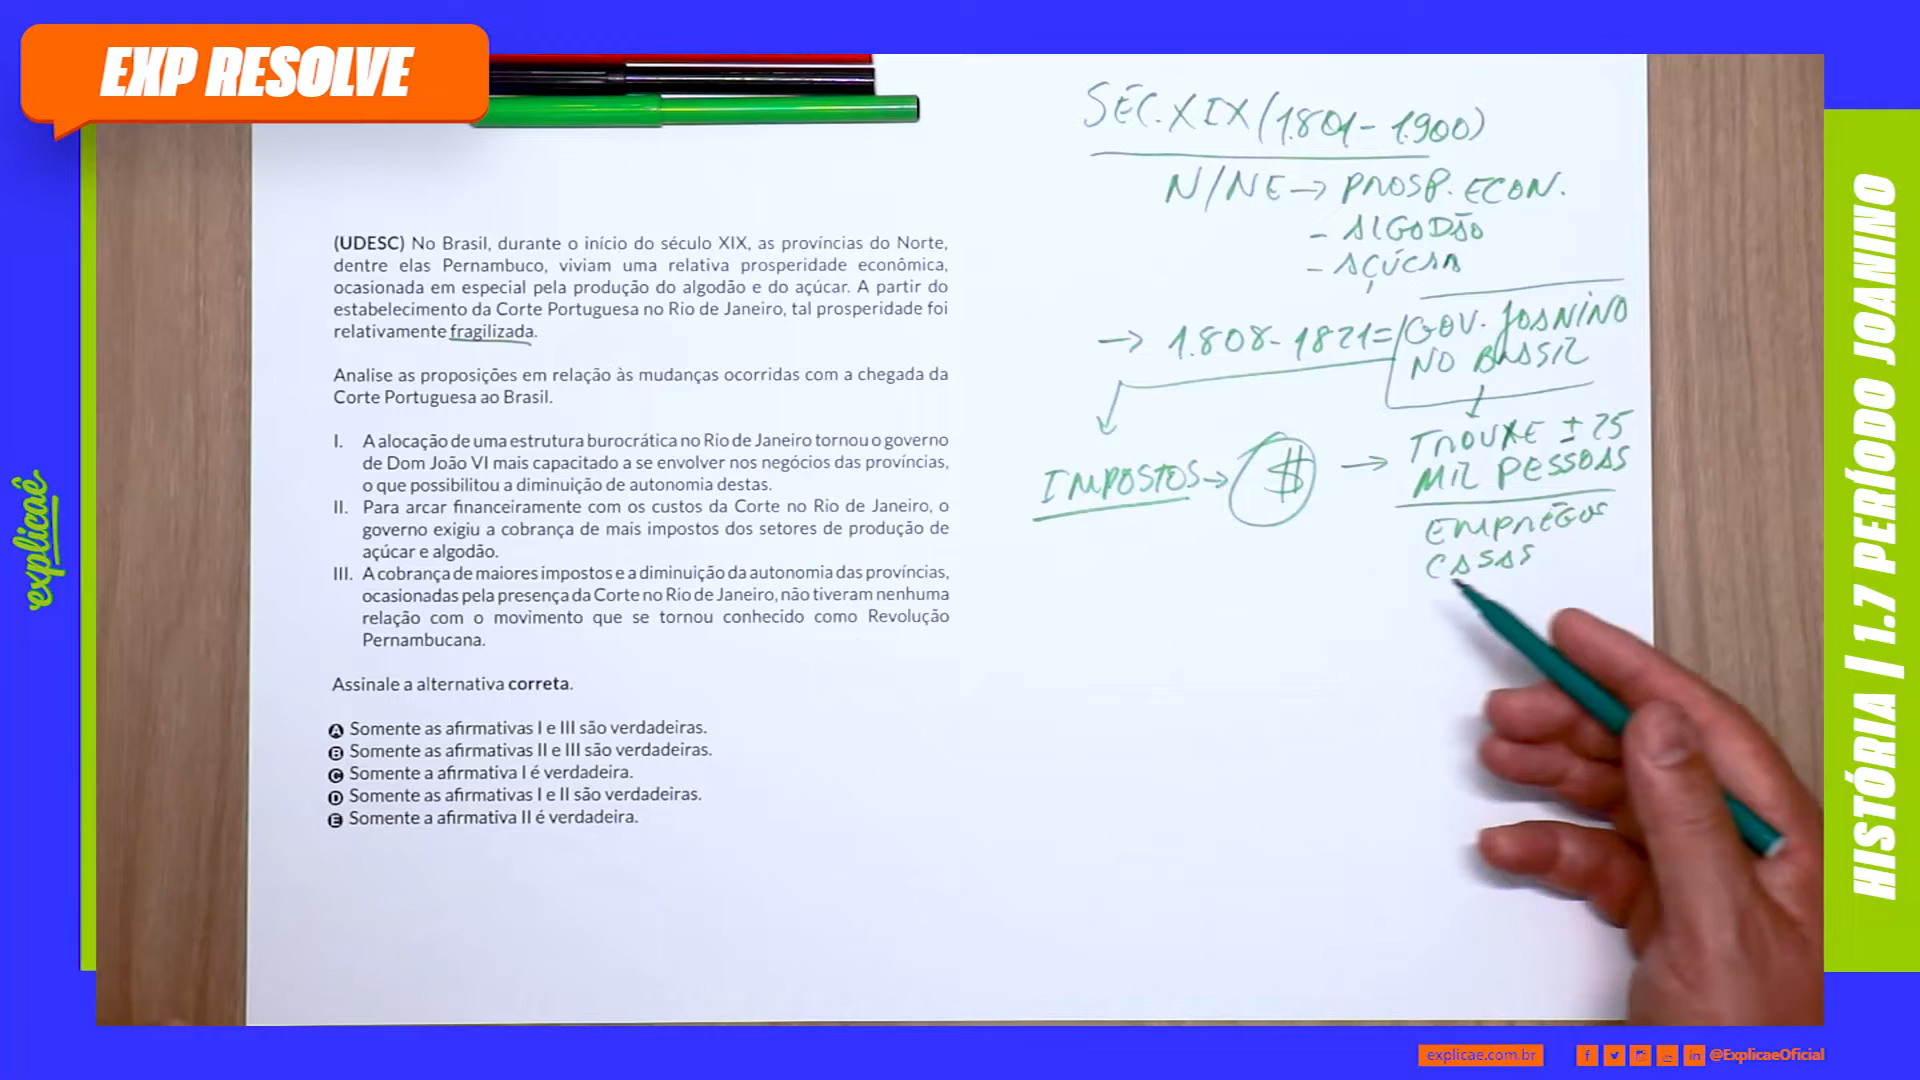 EXP RESOLVE
(UDESC) No Brasil, durante o início do século XIX, as províncias do Norte,
dentre elas Pernambuco, viviam uma relativa prosperidade econômica,
ocasionada em especial pela produção do algodão e do açúcar. A partir do
estabelecimento da Corte Portuguesa no Rio de Janeiro, tal prosperidade foi
relativamente fragilizada.
Analise as proposições em relação às mudanças ocorridas com a chegada da
Corte Portuguesa ao Brasil.
I. A alocação de uma estrutura burocrática no Rio de Janeiro tornou o governo
de Dom João VI mais capacitado a se envolver nos negócios das províncias,
o que possibilitou a diminuição de autonomia destas.
II. Para arcar financeiramente com os custos da Corte no Rio de Janeiro, o
governo exigiu a cobrança de mais impostos dos setores de produção de
açúcar e algodão.
III. A cobrança de maiores impostos e a diminuição da autonomia das províncias,
ocasionadas pela presença da Corte no Rio de Janeiro, não tiveram nenhuma
relação com o movimento que se tornou conhecido como Revolução
Pernambucana.
Assinale a alternativa correta.
A Somente as afirmativas I e III são verdadeiras.
B Somente as afirmativas II e III são verdadeiras.
C Somente a afirmativa I é verdadeira.
D Somente as afirmativas I e II são verdadeiras.
E Somente a afirmativa II é verdadeira.
SÉC. XIX (1.801 - 1.900)
N/NE → PROSP. ECON.
- ALGODÃO
- AÇÚCAR
→ 1.808 - 1821 = GOV. JOANINO
NO BRASIL
IMPOSTOS → $ → TROUXE ± 15
MIL PESSOAS
EMPREGOS
CASAS
HISTÓRIA | 1.7 PERÍODO JOANINO
explicaê
explicae.com.br
@ExplicaeOficial